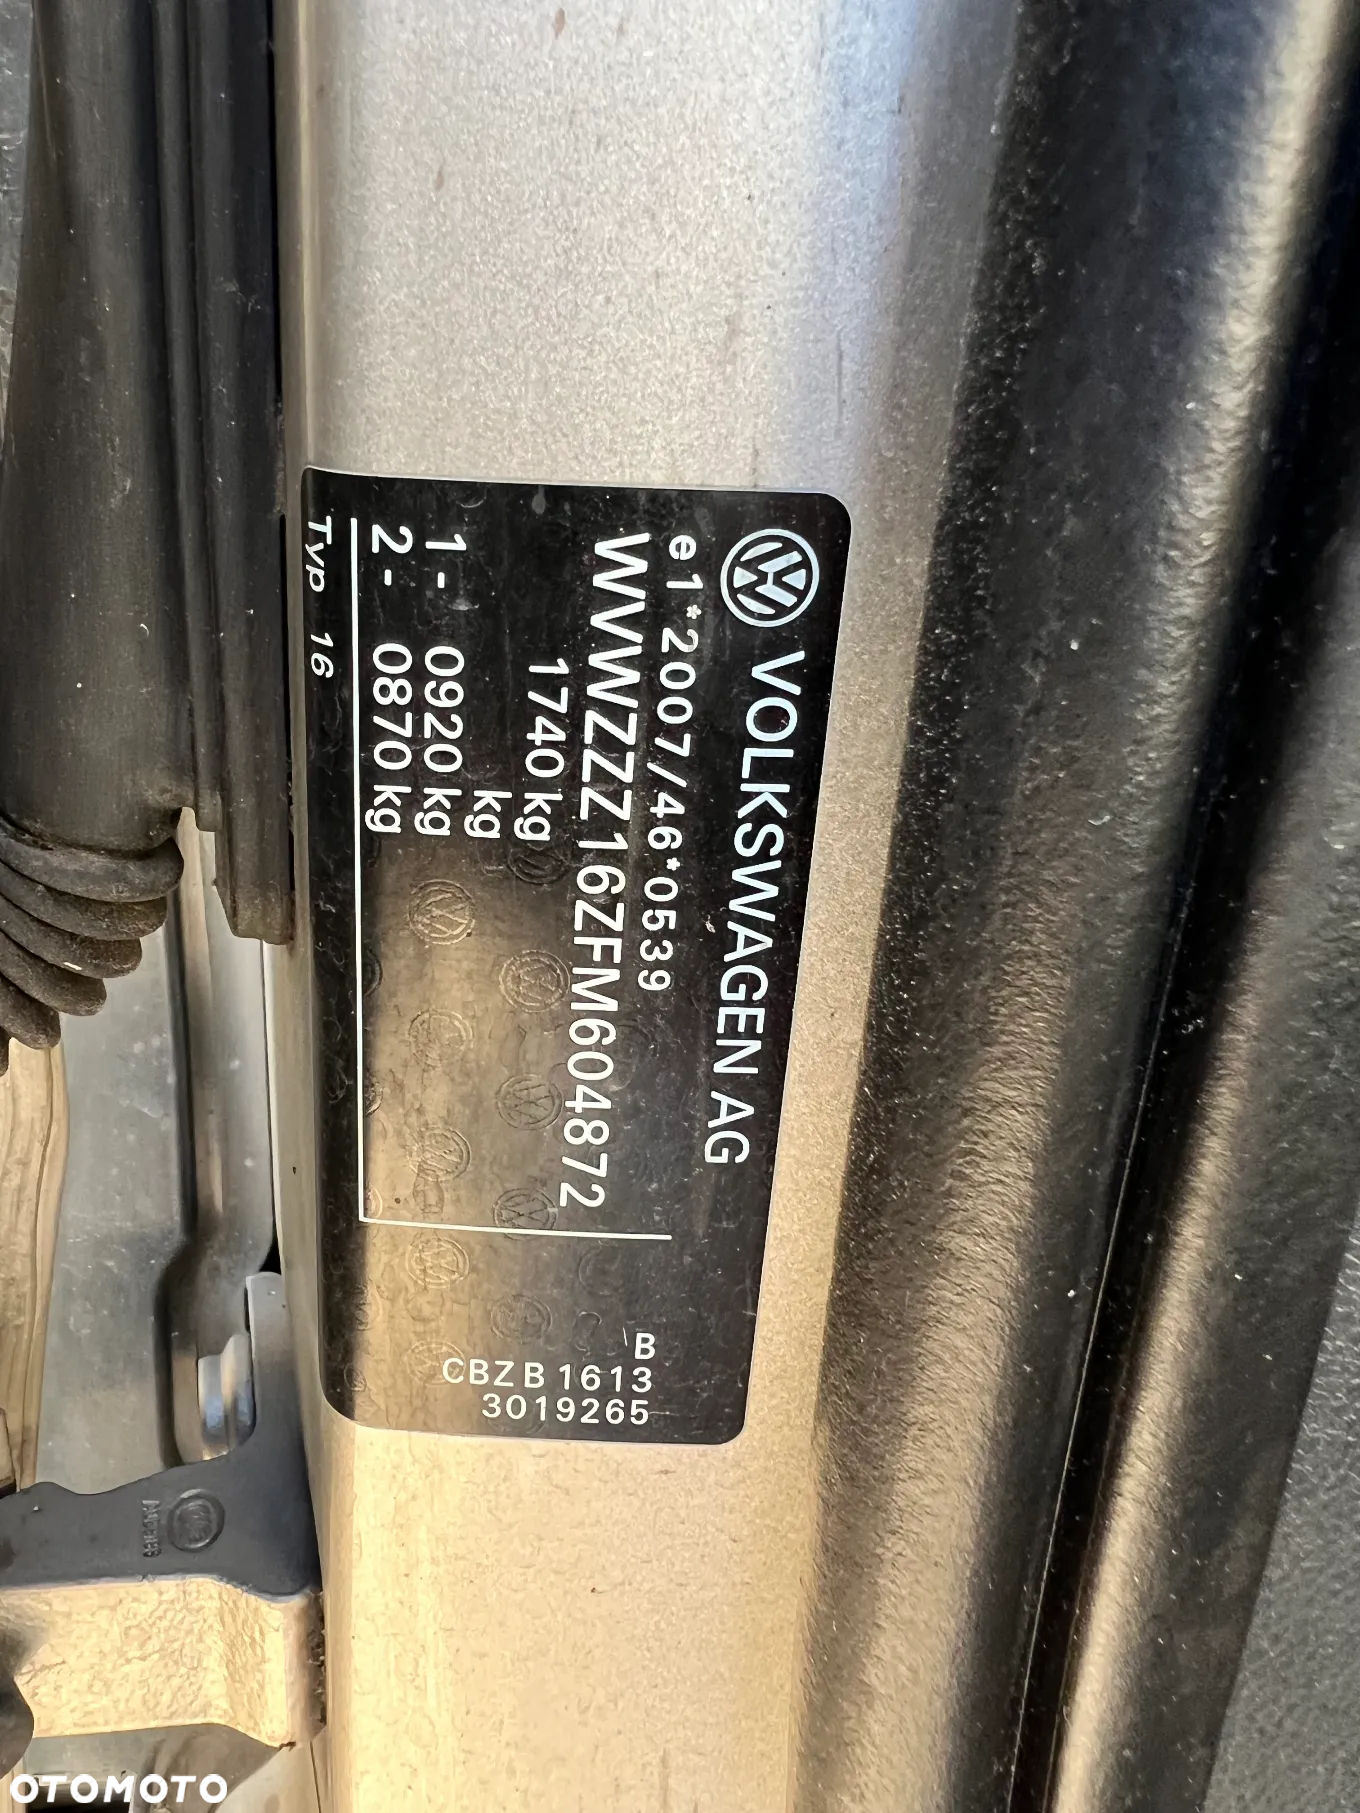 VOLKSWAGEN AG
e1*2007/46*0539
WVWZZZ16ZFM604872
1740 kg
kg
1- 0920 kg
2- 0870 kg
Typ 16
B
CBZB 1613
3019265
OTOMOTO